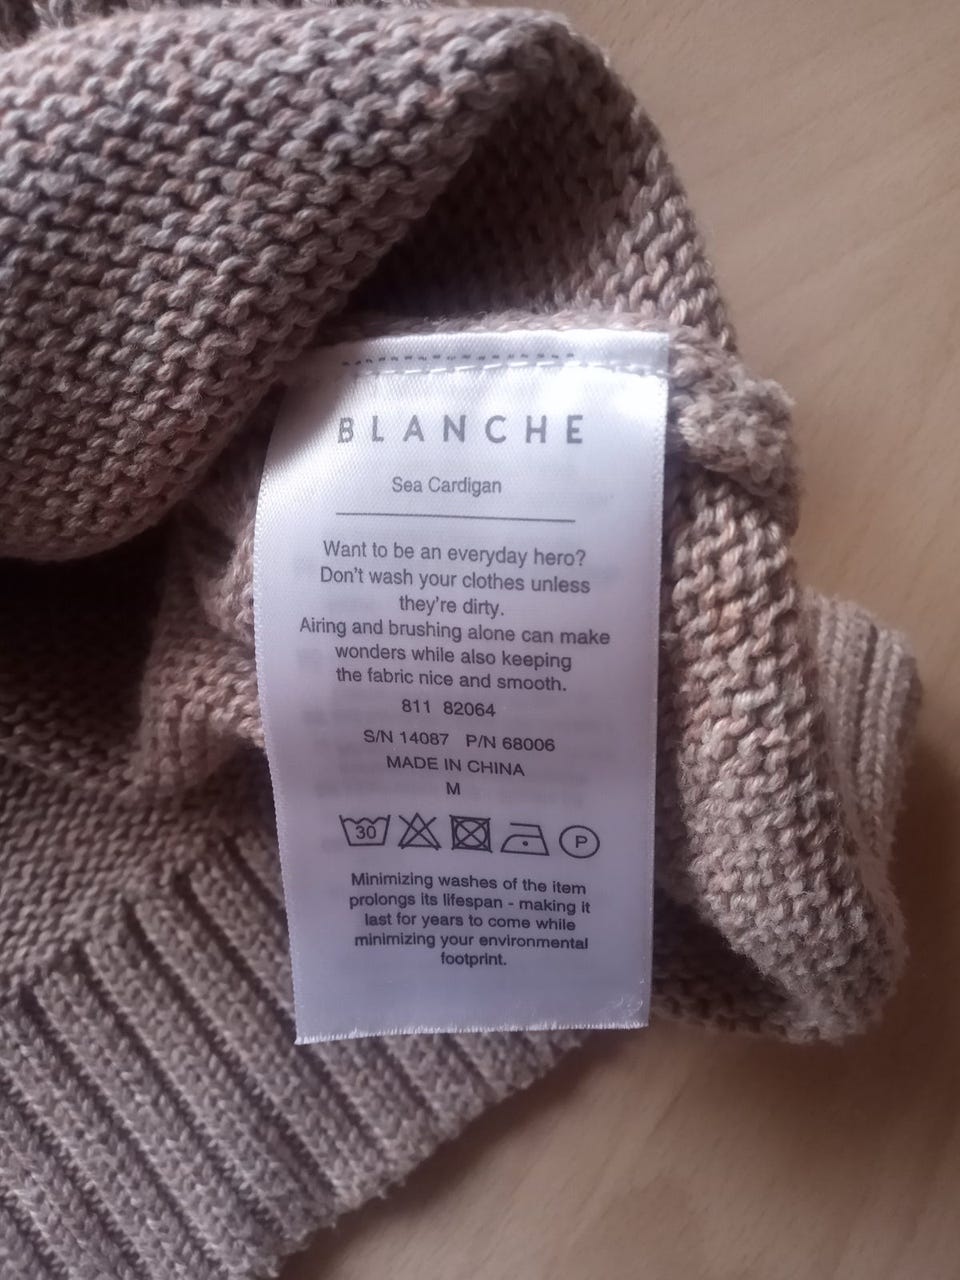 BLANCHE
Sea Cardigan
Want to be an everyday hero?
Don't wash your clothes unless
they're dirty.
Airing and brushing alone can make
wonders while also keeping
the fabric nice and smooth.
811 82064
S/N 14087 P/N 68006
MADE IN CHINA
M
30 P
Minimizing washes of the item
prolongs its lifespan - making it
last for years to come while
minimizing your environmental
footprint.